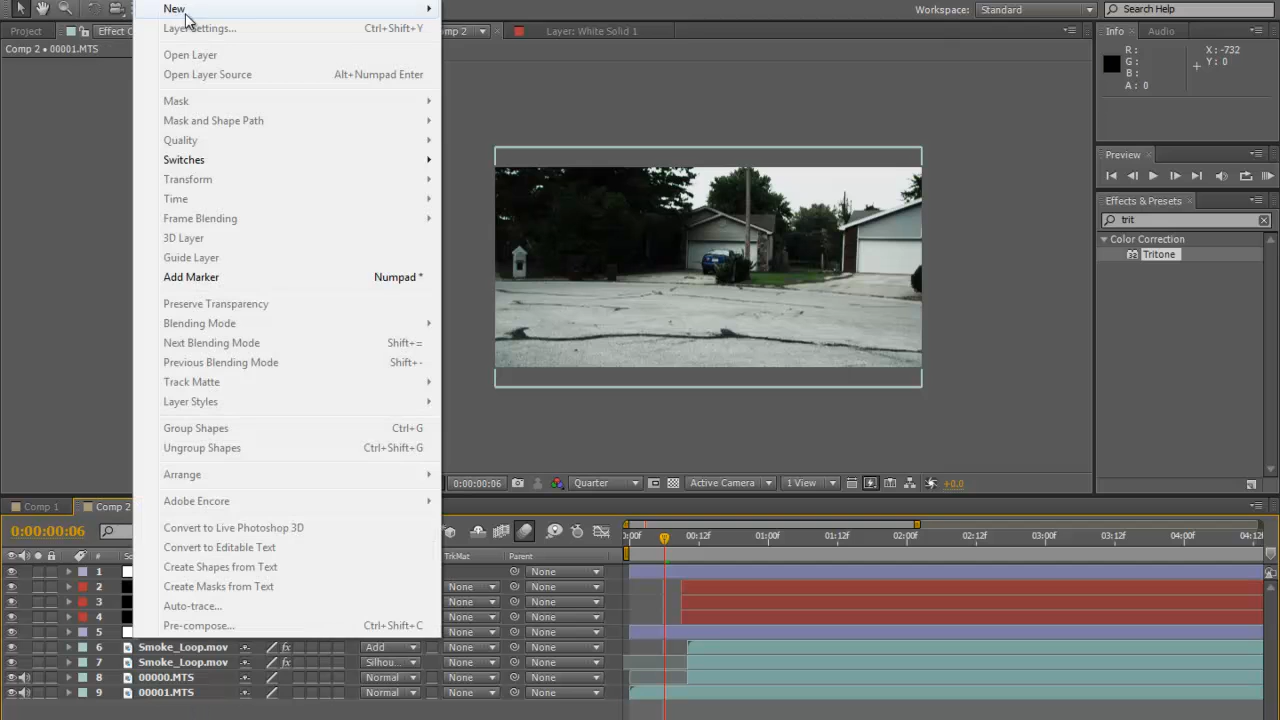 New
Workspace: Standard
Search Help
Project
Effect C
mp 2
Layer: White Solid 1
Info
Audio
Comp 2 • 00001.MTS
Layer Settings... Ctrl+Shift+Y
R :
G :
B :
A : 0
X : -732
Y : 0
Open Layer
Open Layer Source Alt+Numpad Enter
Mask
Mask and Shape Path
Quality
Switches
Transform
Time
Frame Blending
3D Layer
Guide Layer
Add Marker Numpad *
Preserve Transparency
Blending Mode
Next Blending Mode Shift+=
Previous Blending Mode Shift+-
Track Matte
Layer Styles
Group Shapes Ctrl+G
Ungroup Shapes Ctrl+Shift+G
Arrange
Adobe Encore
Convert to Live Photoshop 3D
Convert to Editable Text
Create Shapes from Text
Create Masks from Text
Auto-trace...
Pre-compose... Ctrl+Shift+C
Preview
Effects & Presets
trit
Color Correction
Tritone
0:00:00:06 Quarter Active Camera 1 View +0.0
Comp 1
Comp 2
0:00:00:06
:00f 00:12f 01:00f 01:12f 02:00f 02:12f 03:00f 03:12f 04:00f 04:12f
# TrkMat Parent
1 None
2 None None
3 None None
4 None None
5 None
6 Smoke_Loop.mov fx Add None None
7 Smoke_Loop.mov fx Silhou... None None
8 00000.MTS Normal None None
9 00001.MTS Normal None None